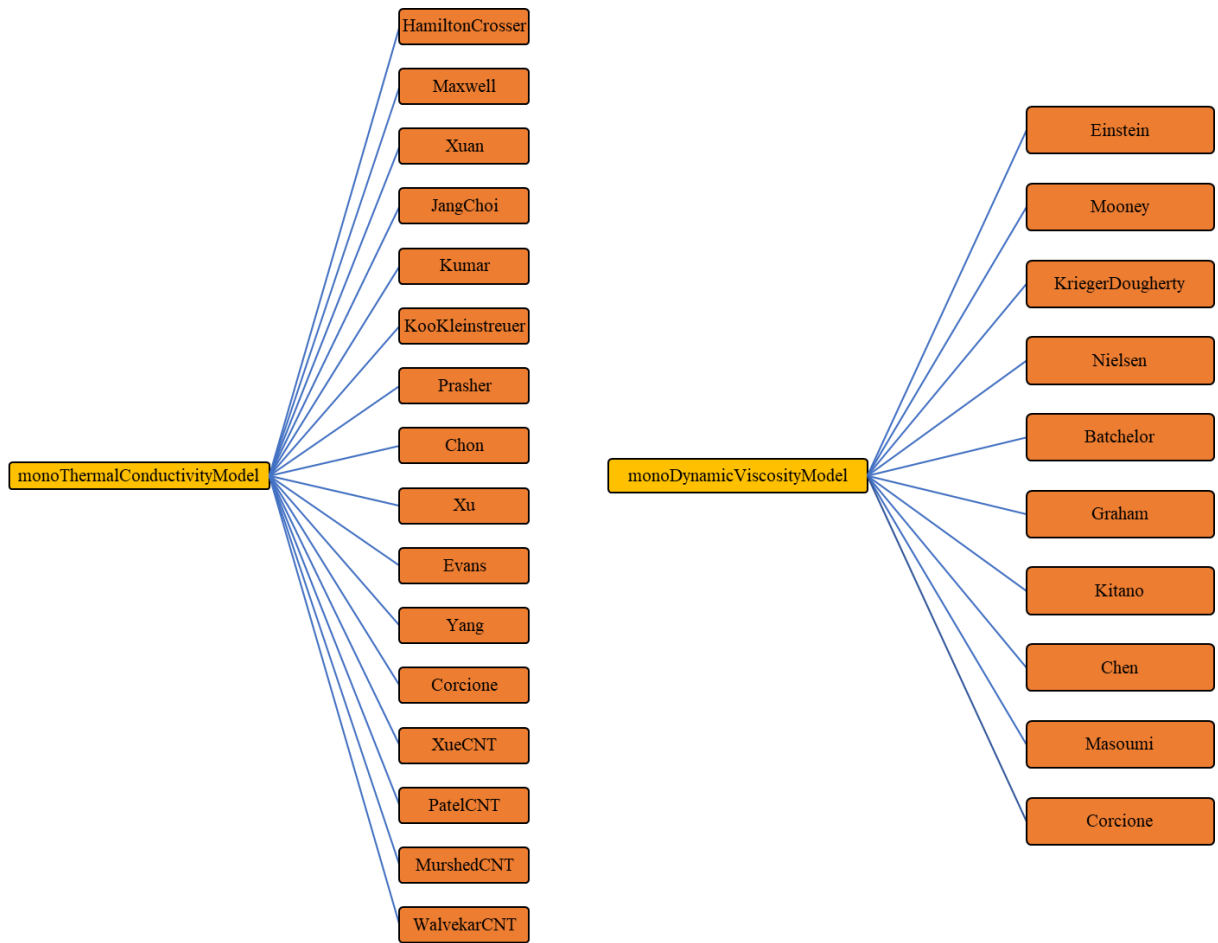 monoThermalConductivityModel
HamiltonCrosser
Maxwell
Xuan
JangChoi
Kumar
KooKleinstreuer
Prasher
Chon
Xu
Evans
Yang
Corcione
XueCNT
PatelCNT
MurshedCNT
WalvekarCNT
monoDynamicViscosityModel
Einstein
Mooney
KriegerDougherty
Nielsen
Batchelor
Graham
Kitano
Chen
Masoumi
Corcione